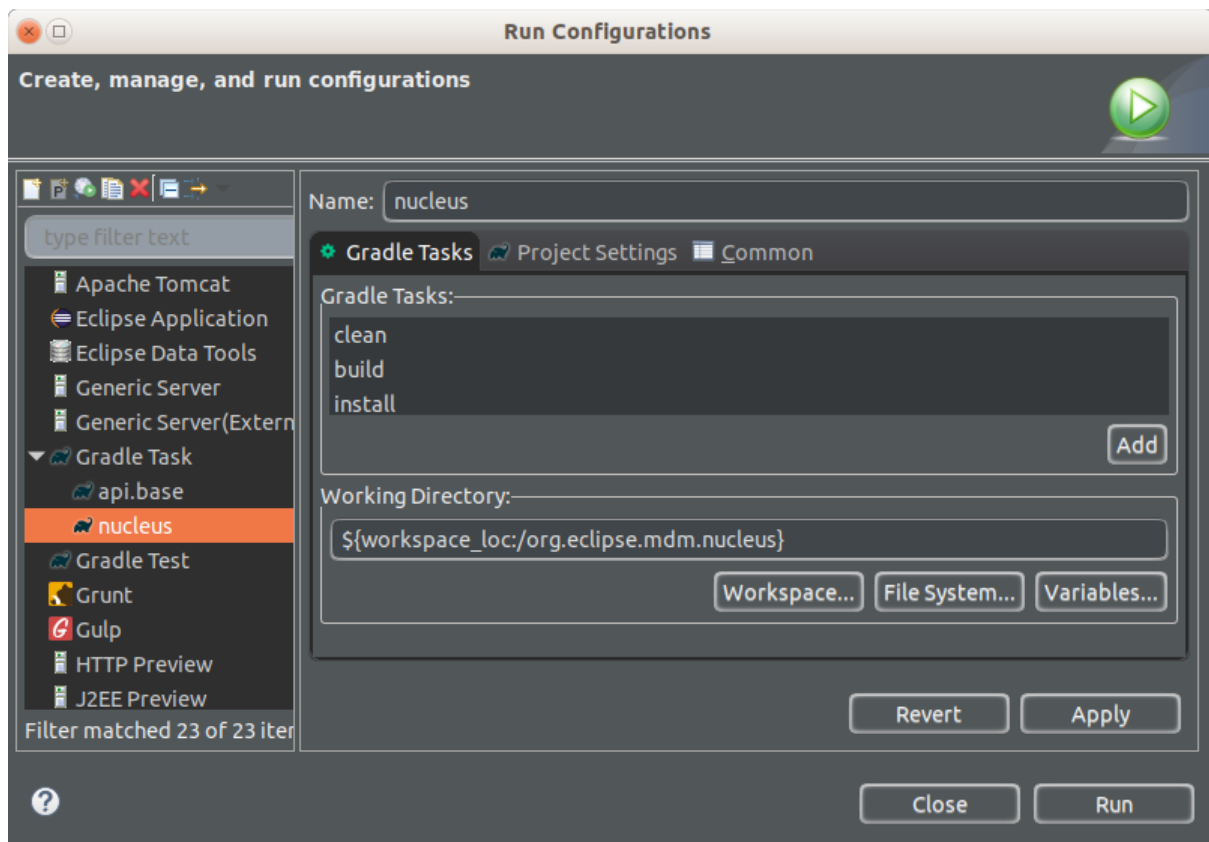 Run Configurations
Create, manage, and run configurations
type filter text
Apache Tomcat
Eclipse Application
Eclipse Data Tools
Generic Server
Generic Server(Extern
Gradle Task
api.base
nucleus
Gradle Test
Grunt
Gulp
HTTP Preview
J2EE Preview
Filter matched 23 of 23 iter
Name: nucleus
Gradle Tasks Project Settings Common
Gradle Tasks:
clean
build
install
Add
Working Directory:
${workspace_loc:/org.eclipse.mdm.nucleus}
Workspace... File System... Variables...
Revert Apply
Close Run